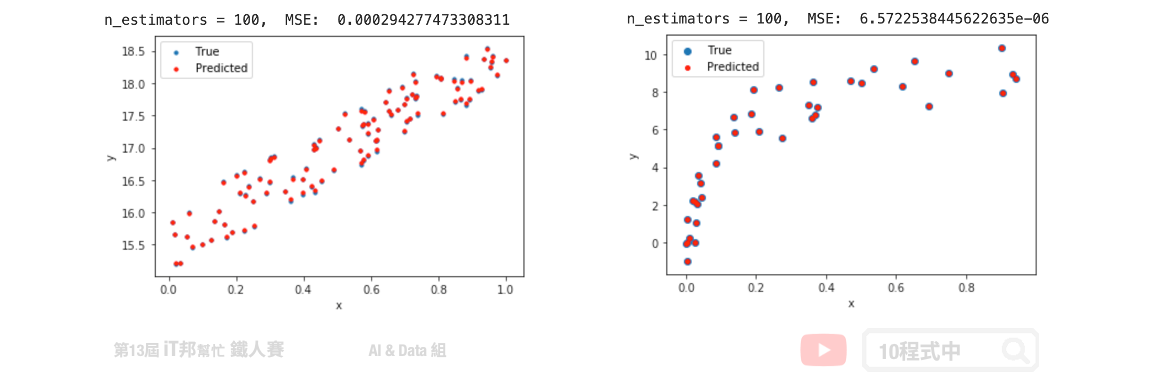 n_estimators = 100,  MSE:  0.000294277473308311
True
Predicted
18.5
18.0
17.5
17.0
16.5
16.0
15.5
y
0.0 0.2 0.4 0.6 0.8 1.0
x
n_estimators = 100,  MSE:  6.5722538445622635e-06
True
Predicted
10
8
6
4
2
0
y
0.0 0.2 0.4 0.6 0.8
x
第13屆 iT邦幫忙 鐵人賽
AI & Data 組
10程式中